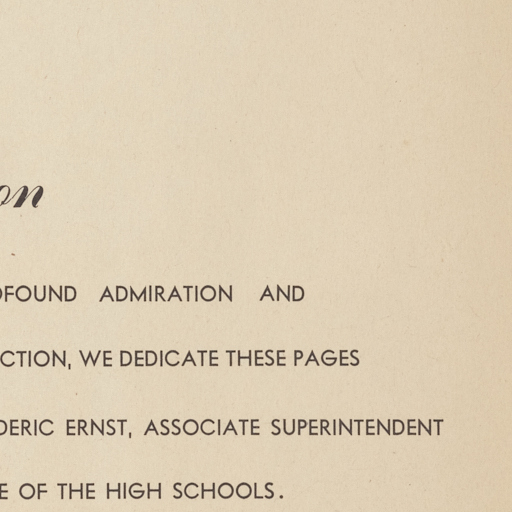 on
OFOUND ADMIRATION AND
CTION, WE DEDICATE THESE PAGES
DERIC ERNST, ASSOCIATE SUPERINTENDENT
E OF THE HIGH SCHOOLS.